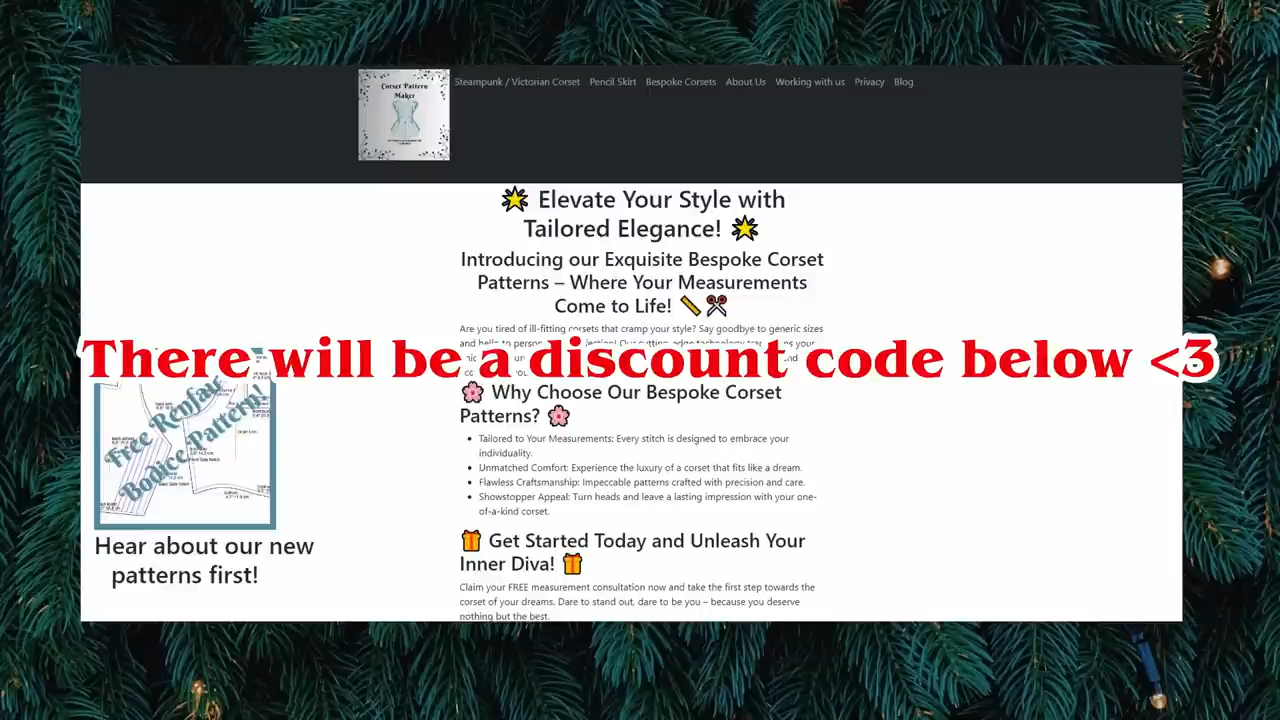 Corset Pattern
Maker
Steampunk / Victorian Corset Pencil Skirt Bespoke Corsets About Us Working with us Privacy Blog
🌟 Elevate Your Style with
Tailored Elegance! 🌟
Introducing our Exquisite Bespoke Corset
Patterns – Where Your Measurements
Come to Life! 📏✂️
Are you tired of ill-fitting corsets that cramp your style? Say goodbye to generic sizes
There will be a discount code below <3
🌸 Why Choose Our Bespoke Corset
Patterns? 🌸
• Tailored to Your Measurements: Every stitch is designed to embrace your
individuality.
• Unmatched Comfort: Experience the luxury of a corset that fits like a dream.
• Flawless Craftsmanship: Impeccable patterns crafted with precision and care.
• Showstopper Appeal: Turn heads and leave a lasting impression with your one-
of-a-kind corset.
🎁 Get Started Today and Unleash Your
Inner Diva! 🎁
Claim your FREE measurement consultation now and take the first step towards the
corset of your dreams. Dare to stand out, dare to be you – because you deserve
nothing but the best.
Free Renfair
Bodice Pattern!
Hear about our new
patterns first!